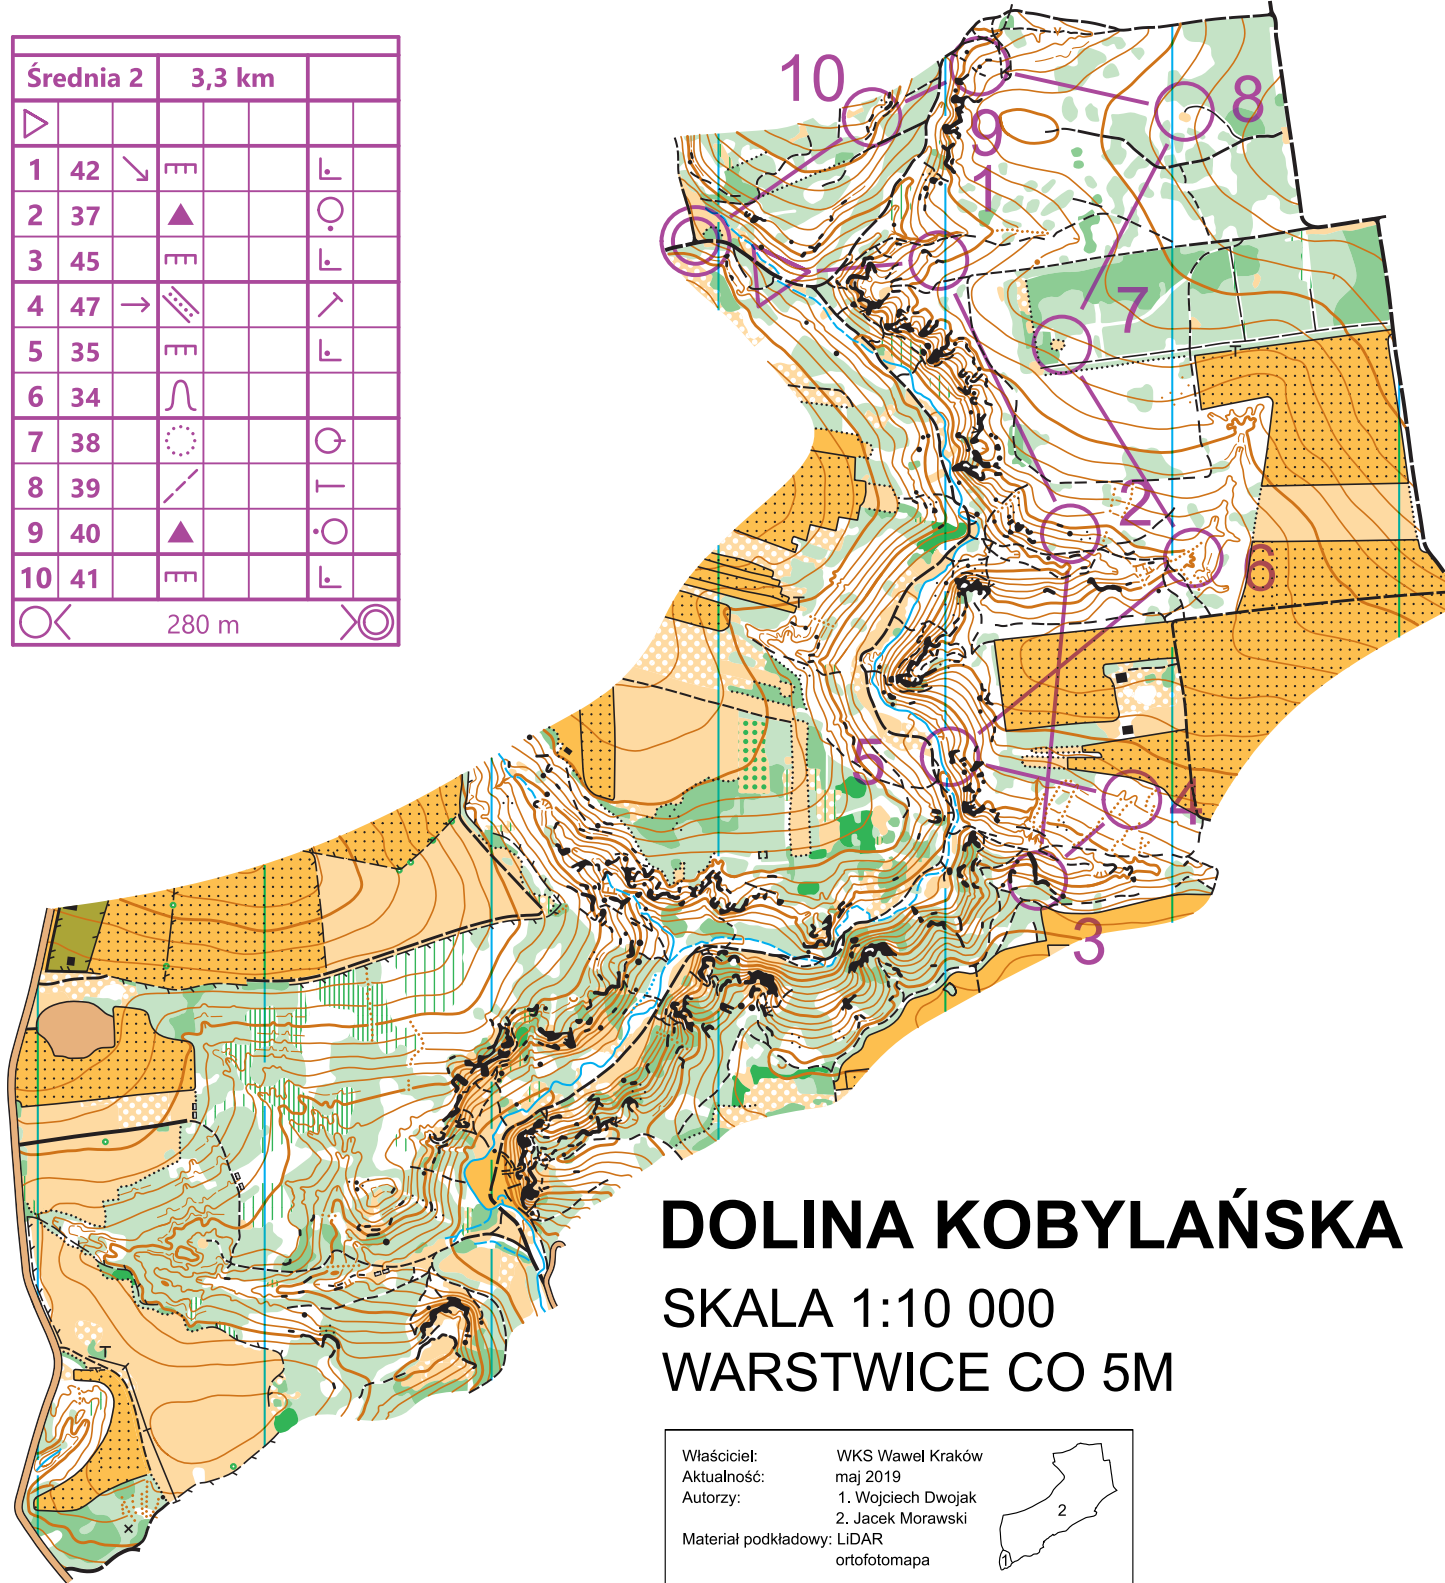 Średnia 2 3,3 km
1 42
2 37
3 45
4 47
5 35
6 34
7 38
8 39
9 40
10 41
280 m
10
8
9
1
7
2
6
5
4
3
DOLINA KOBYLAŃSKA
SKALA 1:10 000
WARSTWICE CO 5M
Właściciel: WKS Wawel Kraków
Aktualność: maj 2019
Autorzy: 1. Wojciech Dwojak
2. Jacek Morawski
Materiał podkładowy: LiDAR
ortofotomapa
2
1